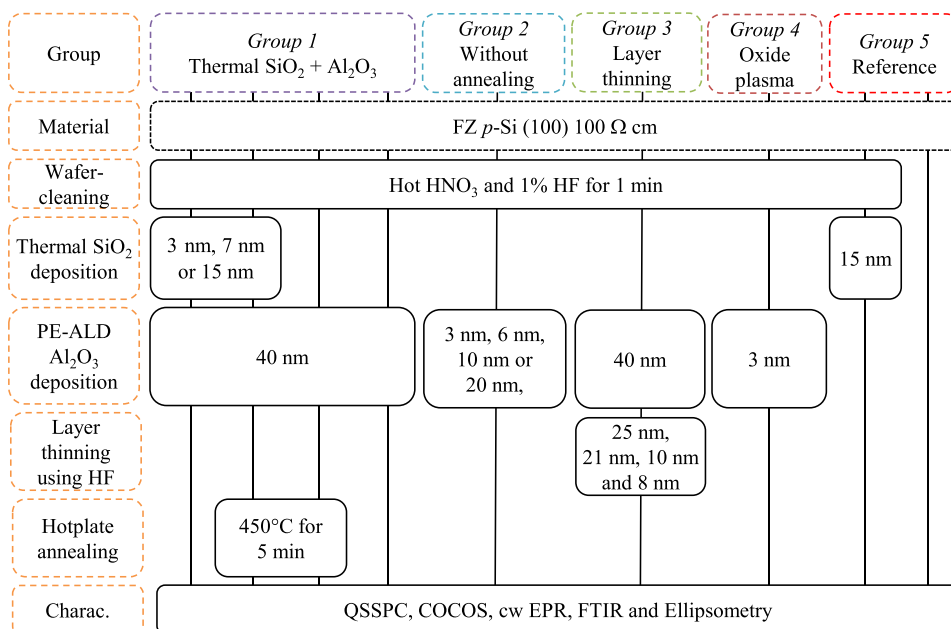 Group
Group 1
Thermal SiO₂ + Al₂O₃
Group 2
Without
annealing
Group 3
Layer
thinning
Group 4
Oxide
plasma
Group 5
Reference
Material
FZ p-Si (100) 100 Ω cm
Wafer-
cleaning
Hot HNO₃ and 1% HF for 1 min
Thermal SiO₂
deposition
3 nm, 7 nm
or 15 nm
15 nm
PE-ALD
Al₂O₃
deposition
40 nm
3 nm, 6 nm,
10 nm or
20 nm,
40 nm
3 nm
Layer
thinning
using HF
25 nm,
21 nm, 10 nm
and 8 nm
Hotplate
annealing
450°C for
5 min
Charac.
QSSPC, COCOS, cw EPR, FTIR and Ellipsometry